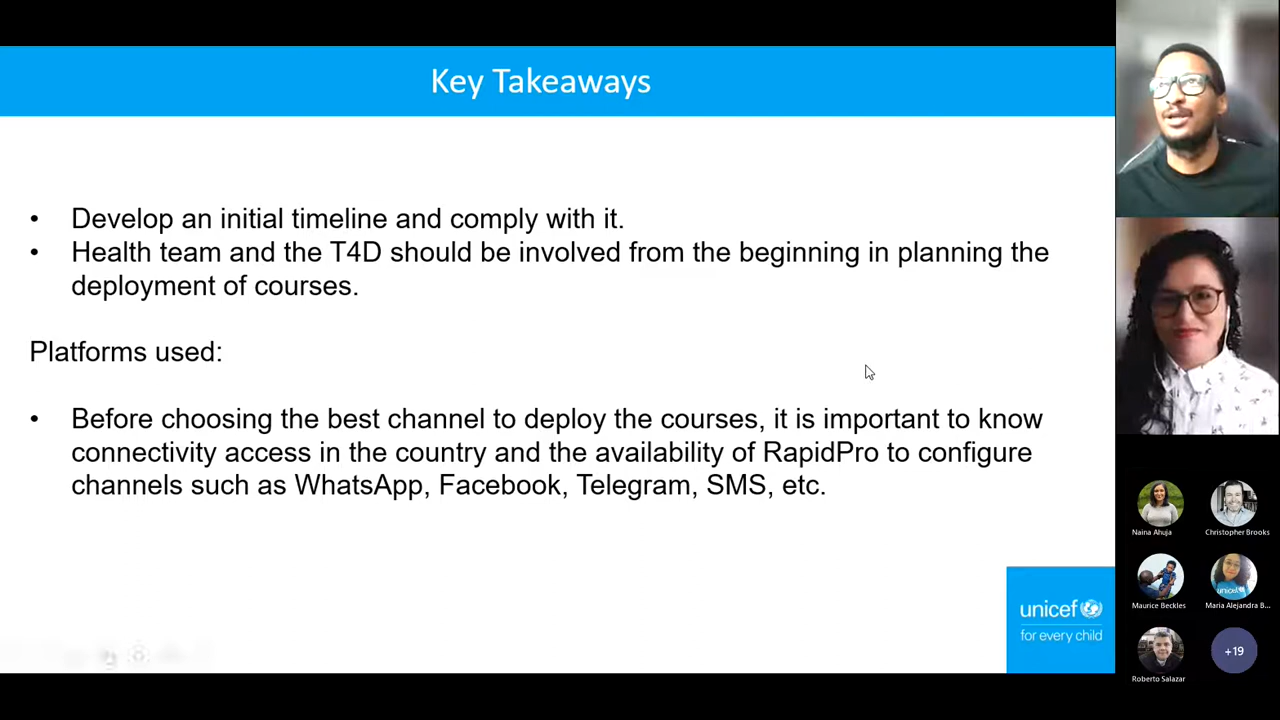 Key Takeaways
• Develop an initial timeline and comply with it.
• Health team and the T4D should be involved from the beginning in planning the
deployment of courses.
Platforms used:
• Before choosing the best channel to deploy the courses, it is important to know
connectivity access in the country and the availability of RapidPro to configure
channels such as WhatsApp, Facebook, Telegram, SMS, etc.
unicef
for every child
Naina Ahuja
Christopher Brooks
unicef
Maurice Beckles
Maria Alejandra B...
Roberto Salazar
+19